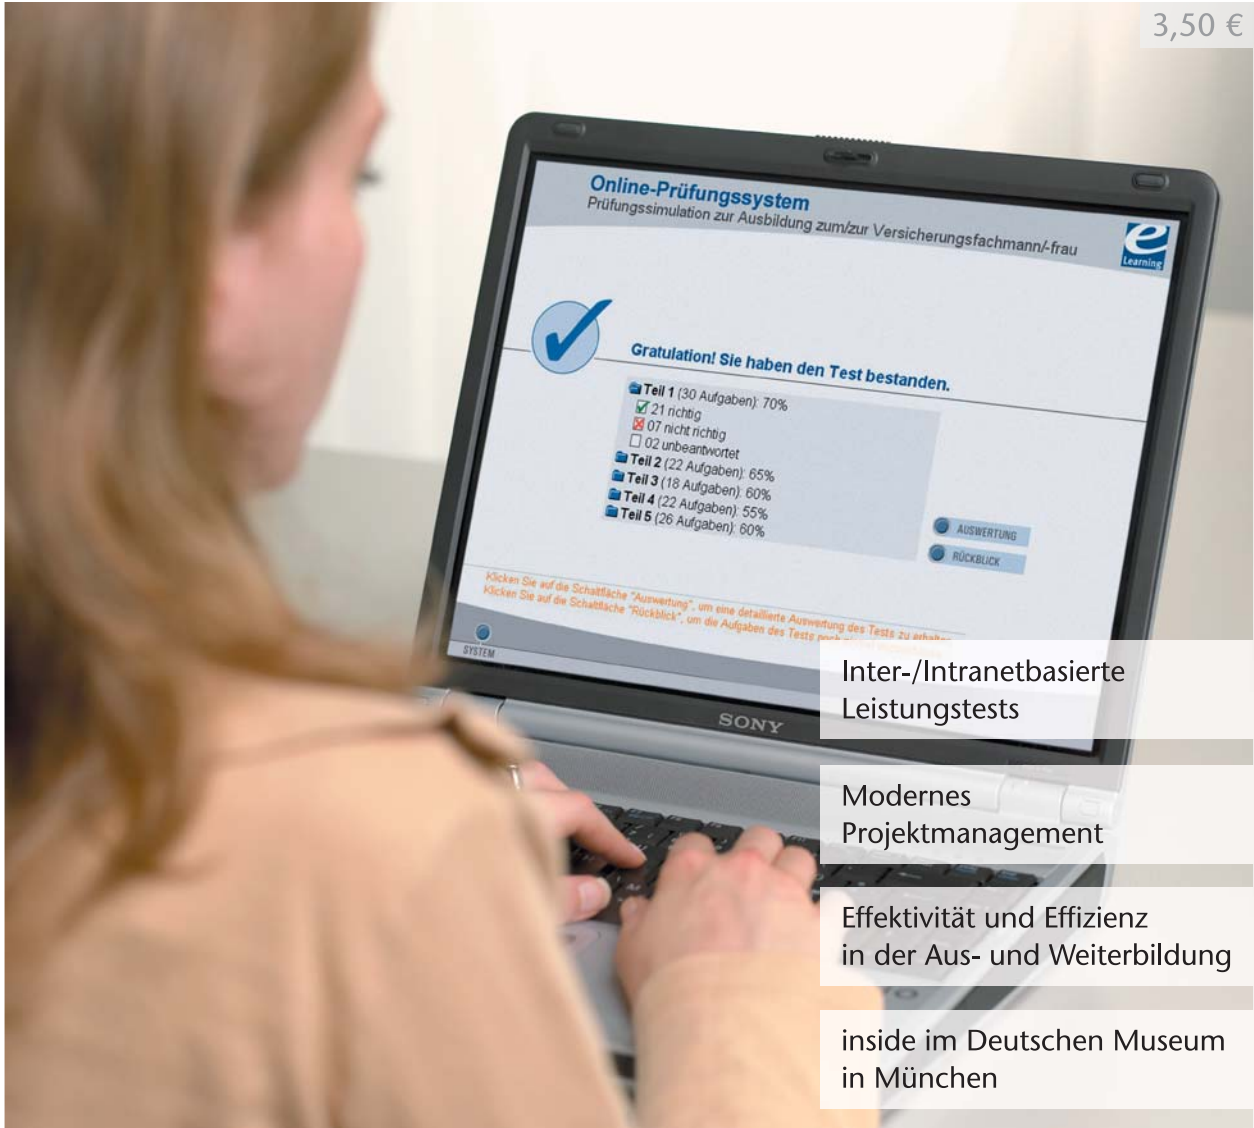 3,50 €
Online-Prüfungssystem
Prüfungssimulation zur Ausbildung zum/zur Versicherungsfachmann/-frau
e
Learning
Gratulation! Sie haben den Test bestanden.
Teil 1 (30 Aufgaben): 70%
21 richtig
07 nicht richtig
02 unbeantwortet
Teil 2 (22 Aufgaben): 65%
Teil 3 (18 Aufgaben): 60%
Teil 4 (22 Aufgaben): 55%
Teil 5 (26 Aufgaben): 60%
AUSWERTUNG
RÜCKBLICK
Klicken Sie auf die Schaltfläche "Auswertung", um eine detaillierte Auswertung des Tests zu erhalten
Klicken Sie auf die Schaltfläche "Rückblick", um die Aufgaben des Tests
SYSTEM
SONY
Inter-/Intranetbasierte
Leistungstests
Modernes
Projektmanagement
Effektivität und Effizienz
in der Aus- und Weiterbildung
inside im Deutschen Museum
in München